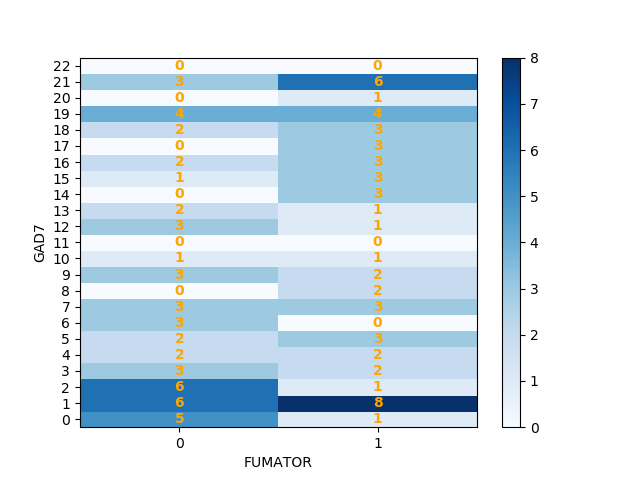 22 0 0
21 3 6
20 0 1
19 4 4
18 2 3
17 0 3
16 2 3
15 1 3
14 0 3
13 2 1
12 3 1
11 0 0
10 1 1
9 3 2
8 0 2
7 3 3
6 3 0
5 2 3
4 2 2
3 3 2
2 6 1
1 6 8
0 5 1
0 1
FUMATOR
GAD7
8
7
6
5
4
3
2
1
0